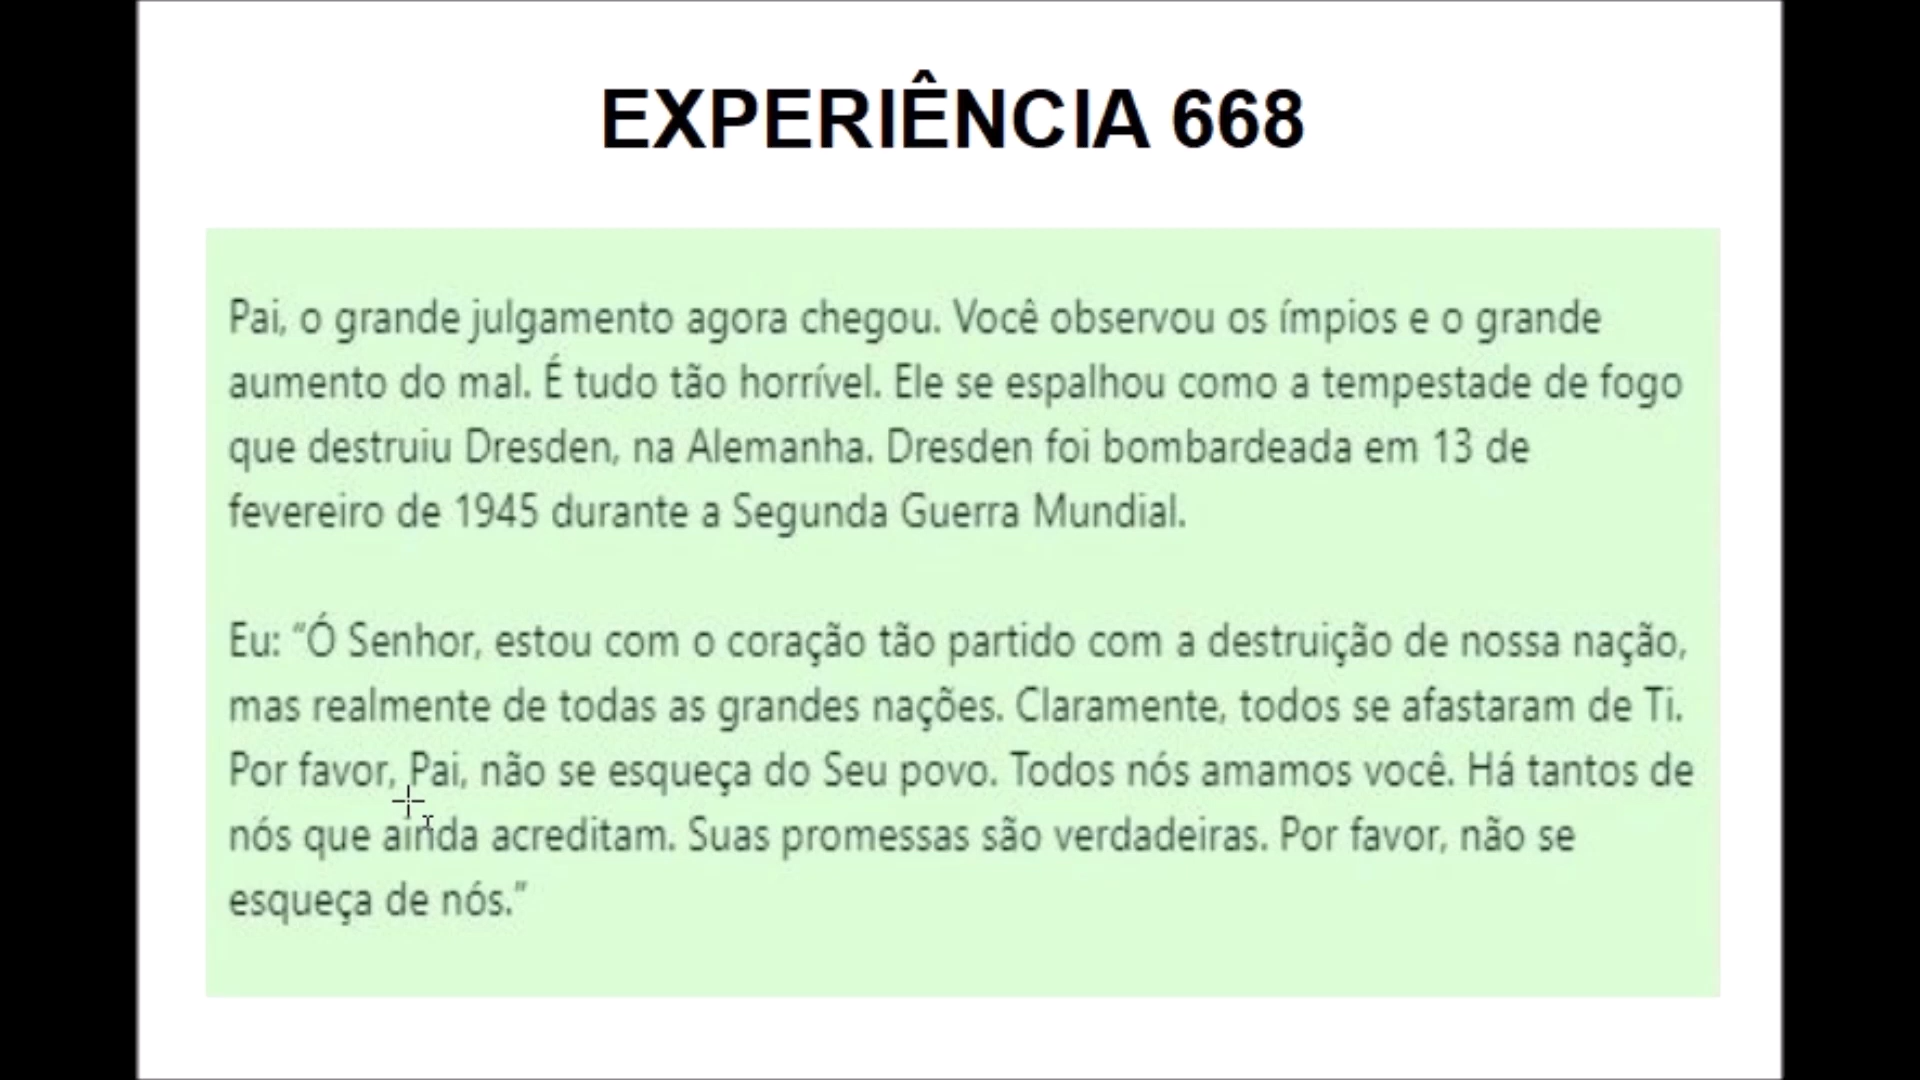 EXPERIÊNCIA 668
Pai, o grande julgamento agora chegou. Você observou os ímpios e o grande
aumento do mal. É tudo tão horrível. Ele se espalhou como a tempestade de fogo
que destruiu Dresden, na Alemanha. Dresden foi bombardeada em 13 de
fevereiro de 1945 durante a Segunda Guerra Mundial.
Eu: “Ó Senhor, estou com o coração tão partido com a destruição de nossa nação,
mas realmente de todas as grandes nações. Claramente, todos se afastaram de Ti.
Por favor, Pai, não se esqueça do Seu povo. Todos nós amamos você. Há tantos de
nós que ainda acreditam. Suas promessas são verdadeiras. Por favor, não se
esqueça de nós.”